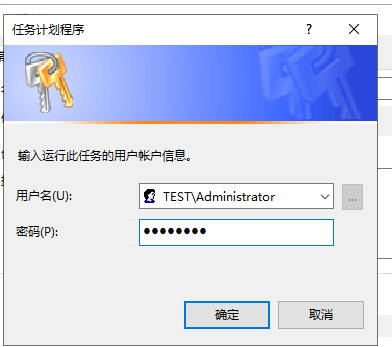 任务计划程序
输入运行此任务的用户帐户信息。
用户名(U):
TEST\Administrator
...
密码(P):
●●●●●●●●
确定
取消